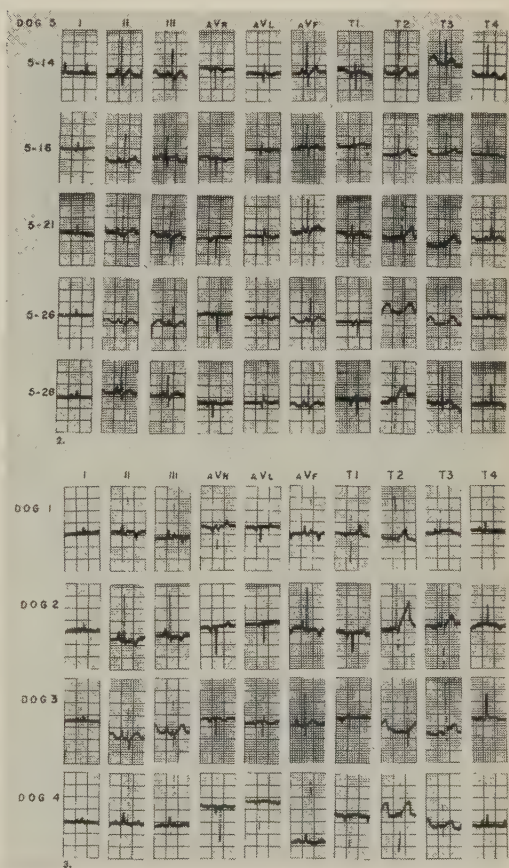 DOG 5 I II III AVR AVL AVF T1 T2 T3 T4
5-14
5-16
5-21
5-26
5-28
2.
I II III AVR AVL AVF T1 T2 T3 T4
DOG 1
DOG 2
DOG 3
DOG 4
3.